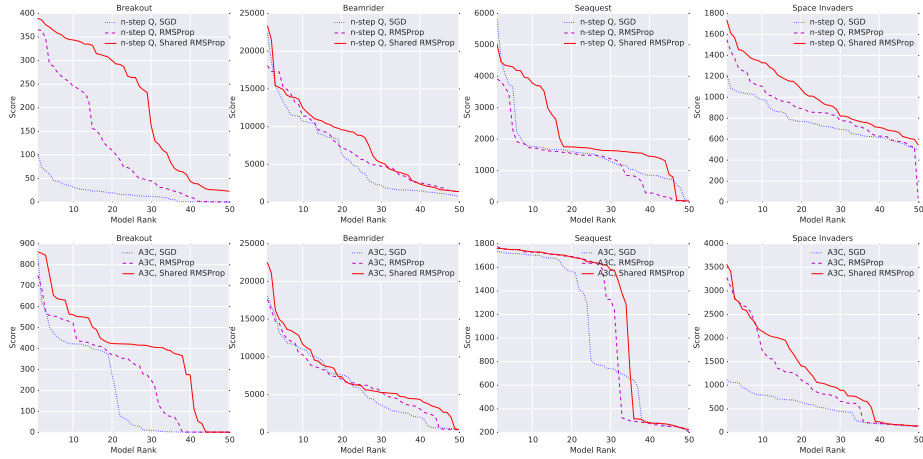 Breakout
n-step Q, SGD
n-step Q, RMSProp
n-step Q, Shared RMSProp
Score
400
350
300
250
200
150
100
50
0
10
20
30
40
50
Model Rank
Beamrider
n-step Q, SGD
n-step Q, RMSProp
n-step Q, Shared RMSProp
Score
25000
20000
15000
10000
5000
0
10
20
30
40
50
Model Rank
Seaquest
n-step Q, SGD
n-step Q, RMSProp
n-step Q, Shared RMSProp
Score
6000
5000
4000
3000
2000
1000
0
10
20
30
40
50
Model Rank
Space Invaders
n-step Q, SGD
n-step Q, RMSProp
n-step Q, Shared RMSProp
Score
1800
1600
1400
1200
1000
800
600
400
200
0
10
20
30
40
50
Model Rank
Breakout
A3C, SGD
A3C, RMSProp
A3C, Shared RMSProp
Score
900
800
700
600
500
400
300
200
100
0
10
20
30
40
50
Model Rank
Beamrider
A3C, SGD
A3C, RMSProp
A3C, Shared RMSProp
Score
25000
20000
15000
10000
5000
0
10
20
30
40
50
Model Rank
Seaquest
A3C, SGD
A3C, RMSProp
A3C, Shared RMSProp
Score
1800
1600
1400
1200
1000
800
600
400
200
10
20
30
40
50
Model Rank
Space Invaders
A3C, SGD
A3C, RMSProp
A3C, Shared RMSProp
Score
4000
3500
3000
2500
2000
1500
1000
500
0
10
20
30
40
50
Model Rank